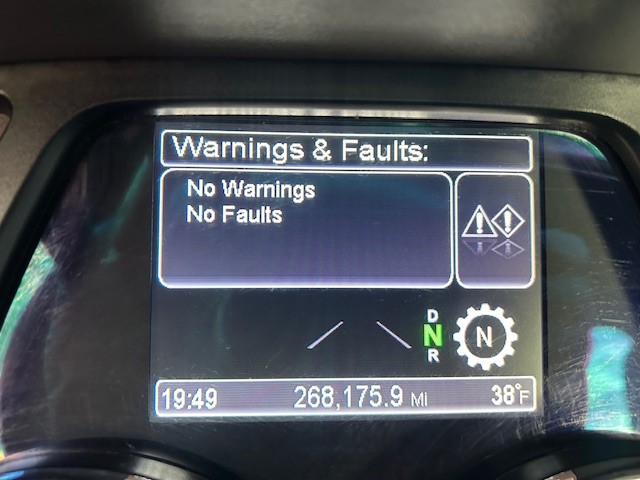 Warnings & Faults:
No Warnings
No Faults
D
N
R
N
19:49 268,175.9 MI 38°F